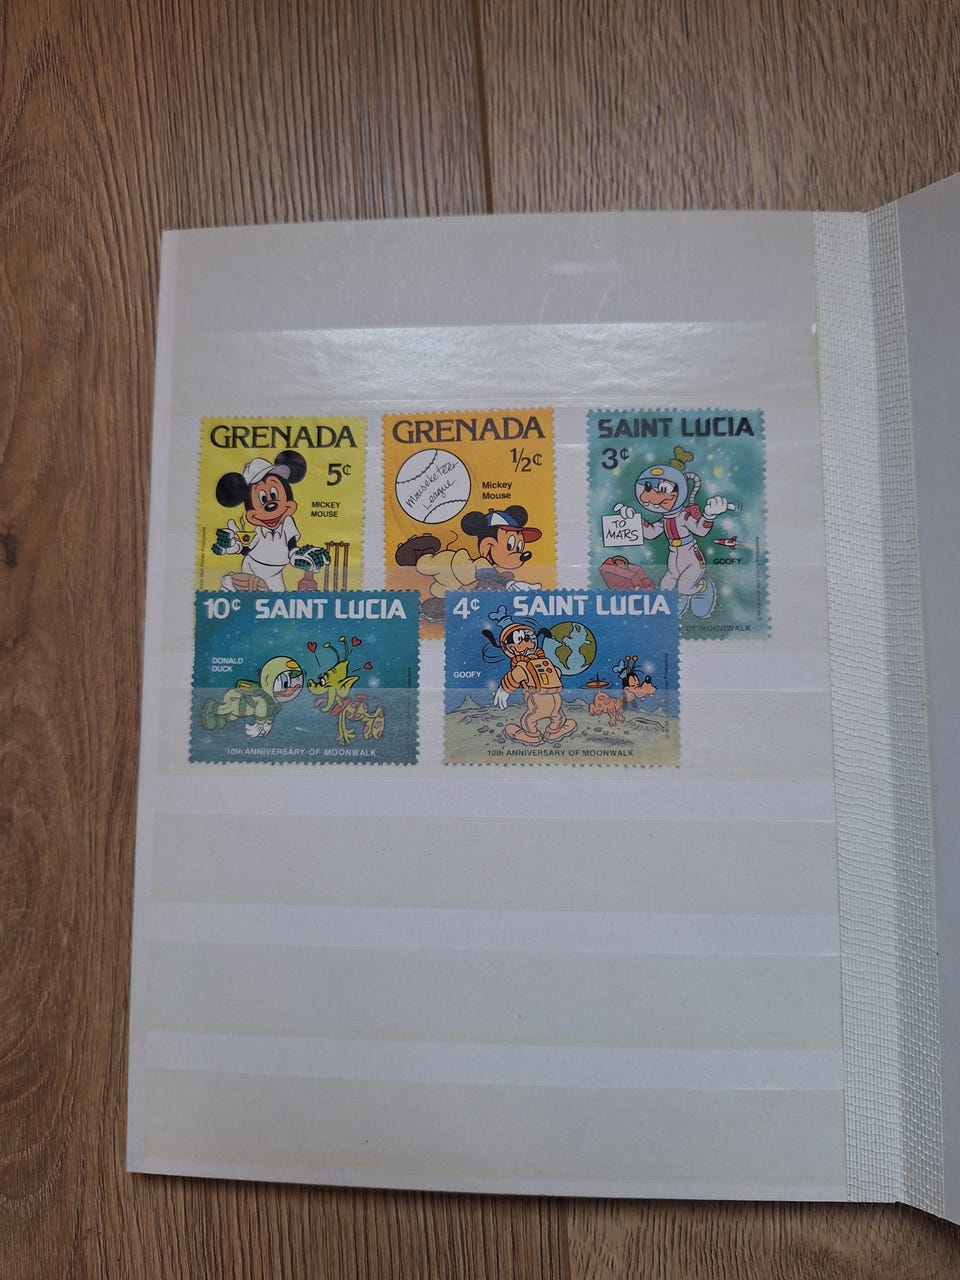 GRENADA
5¢
MICKEY
MOUSE
GRENADA
1/2¢
Mouseketeer
League
Mickey
Mouse
SAINT LUCIA
3¢
TO
MARS
GOOFY
OF MOONWALK
10¢ SAINT LUCIA
DONALD
DUCK
10th ANNIVERSARY OF MOONWALK
4¢ SAINT LUCIA
GOOFY
10th ANNIVERSARY OF MOONWALK